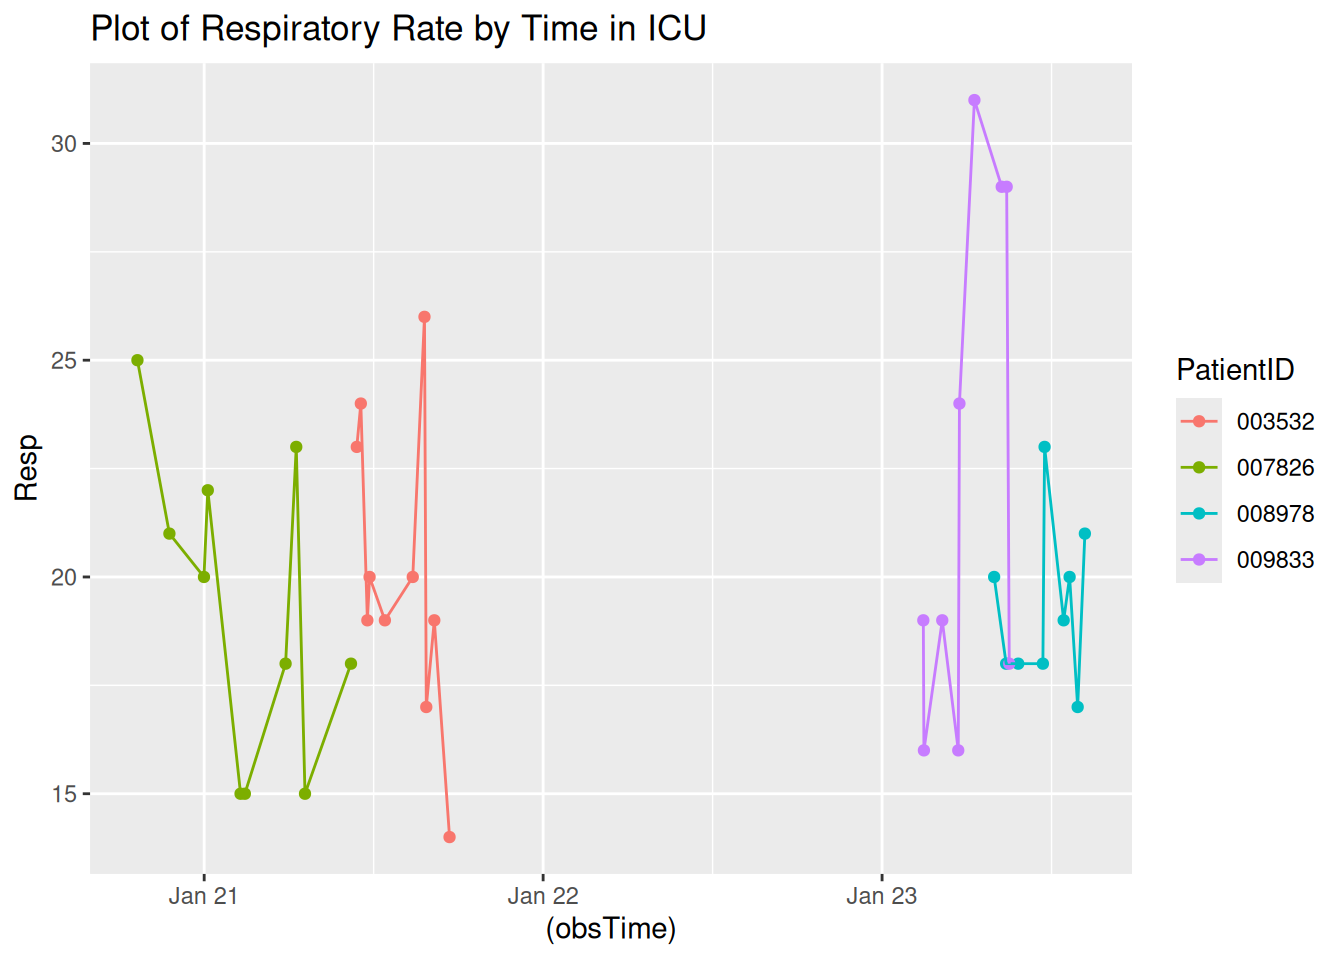 Plot of Respiratory Rate by Time in ICU
30
25
20
15
Resp
Jan 21
Jan 22
Jan 23
(obsTime)
PatientID
003532
007826
008978
009833